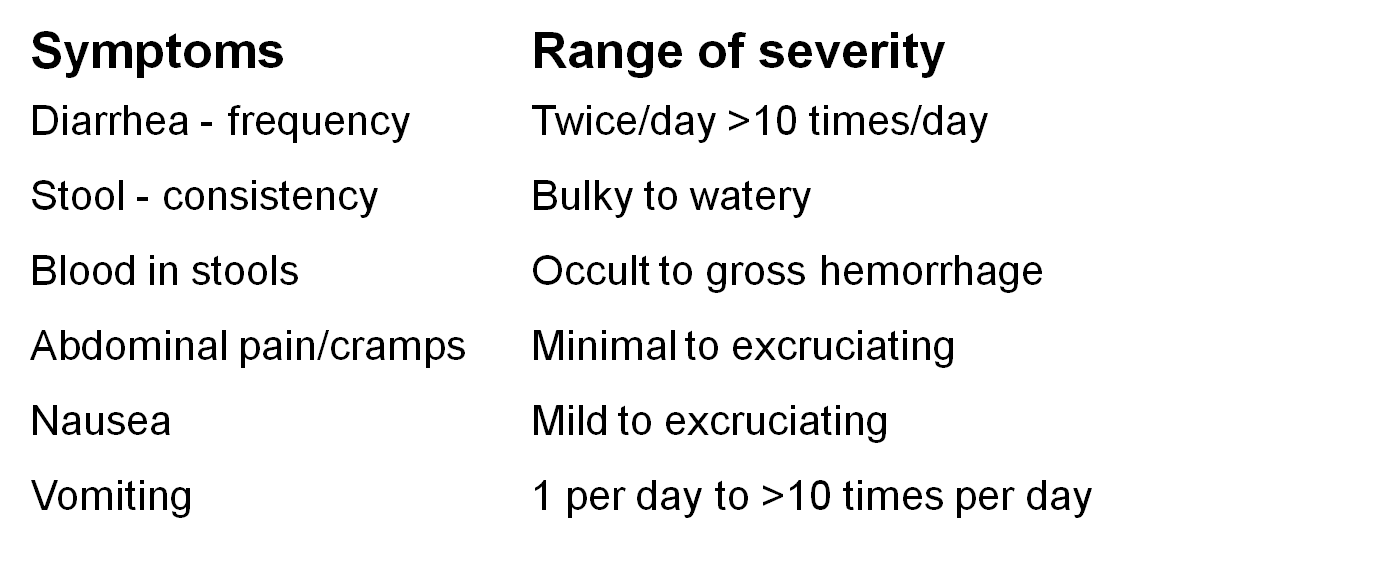 Symptoms Range of severity
Diarrhea - frequency Twice/day >10 times/day
Stool - consistency Bulky to watery
Blood in stools Occult to gross hemorrhage
Abdominal pain/cramps Minimal to excruciating
Nausea Mild to excruciating
Vomiting 1 per day to >10 times per day